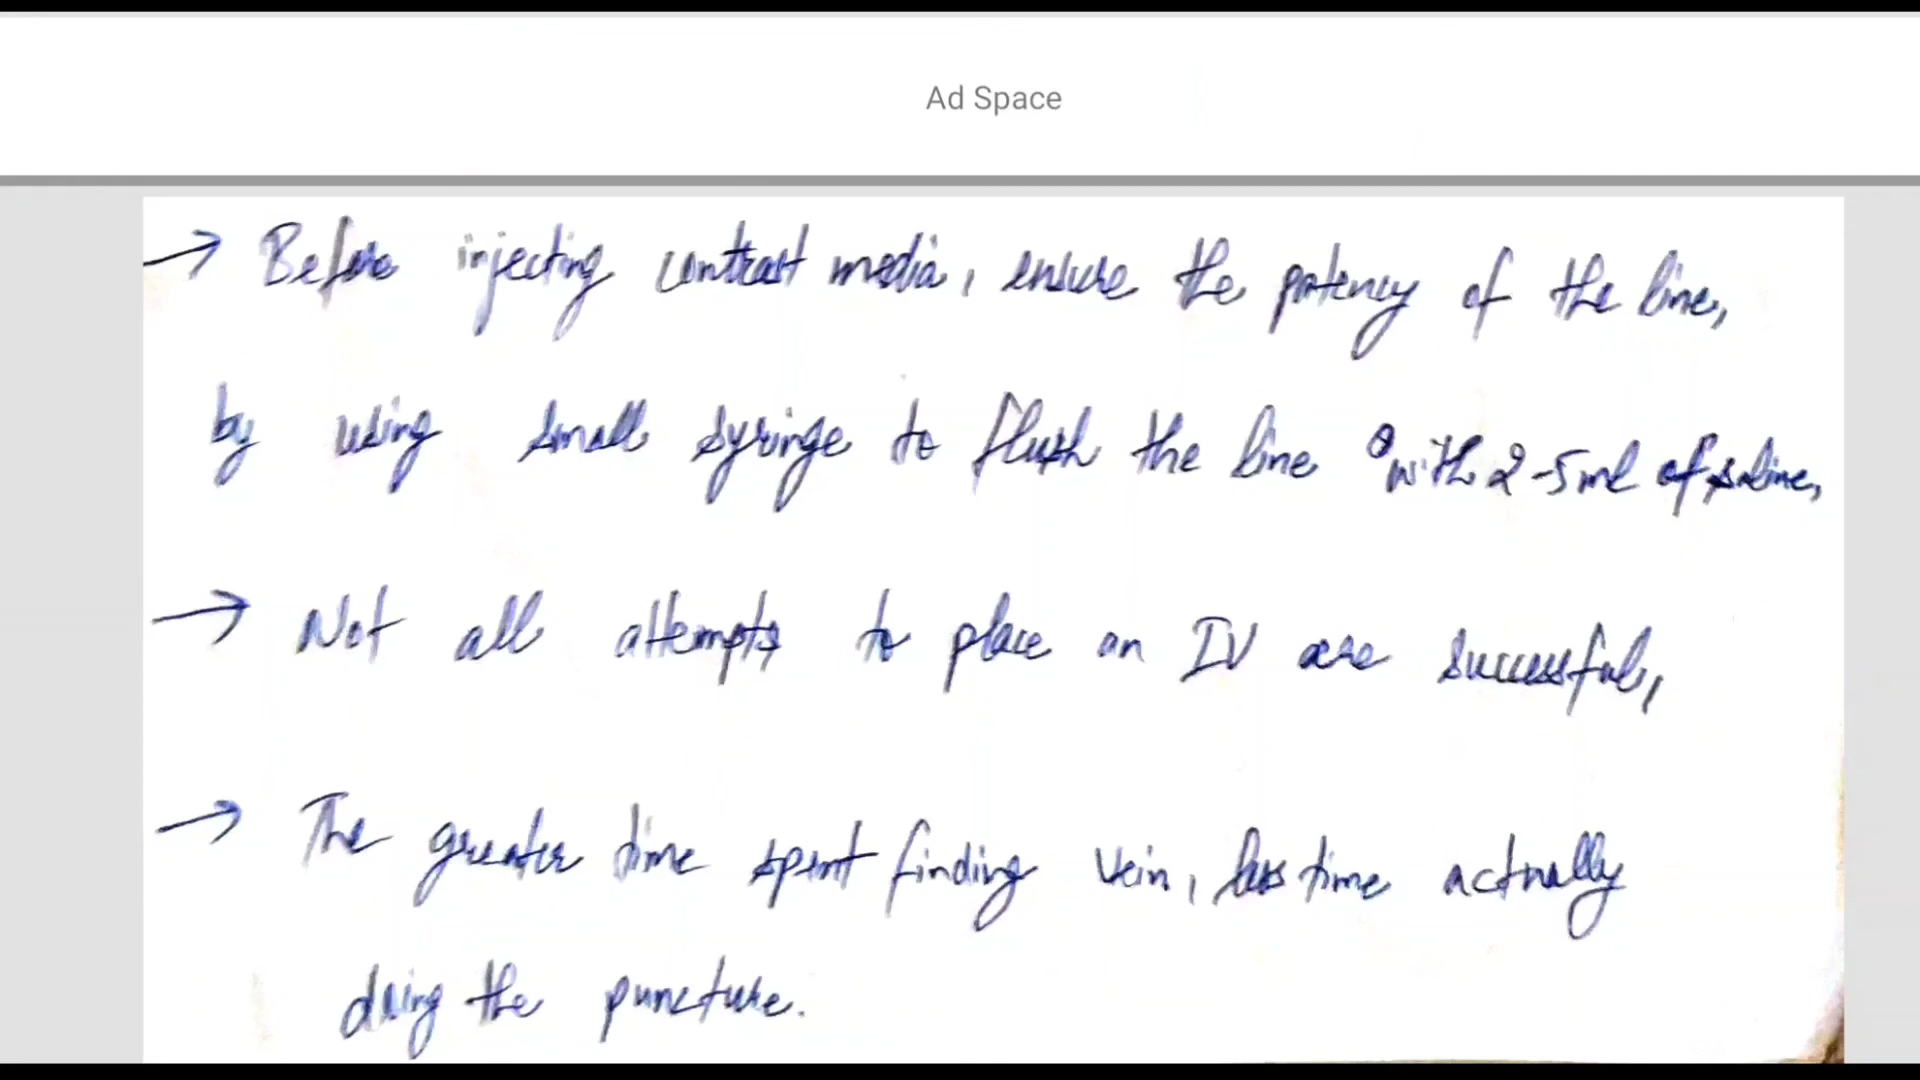 Ad Space
→ Before injecting contrast media, ensure the patency of the line,
by using small syringe to flush the line with 2-5ml of saline,
→ Not all attempts to place an IV are successful,
→ The greater time spent finding vein, less time actually
doing the puncture.